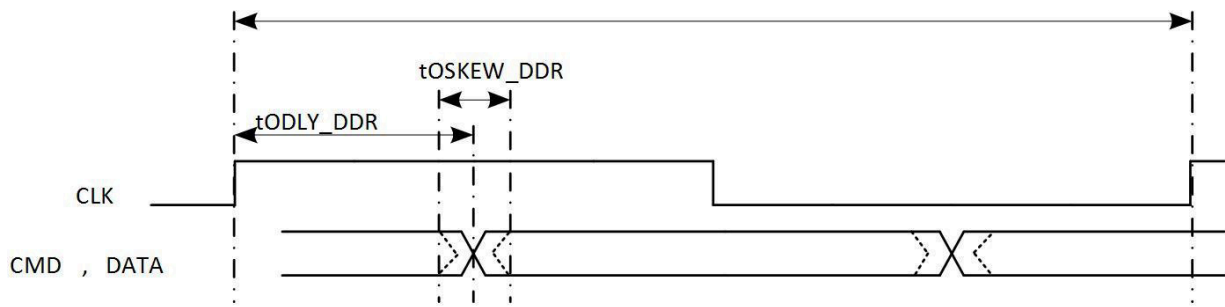 tOSKEW_DDR
tODLY_DDR
CLK
CMD , DATA